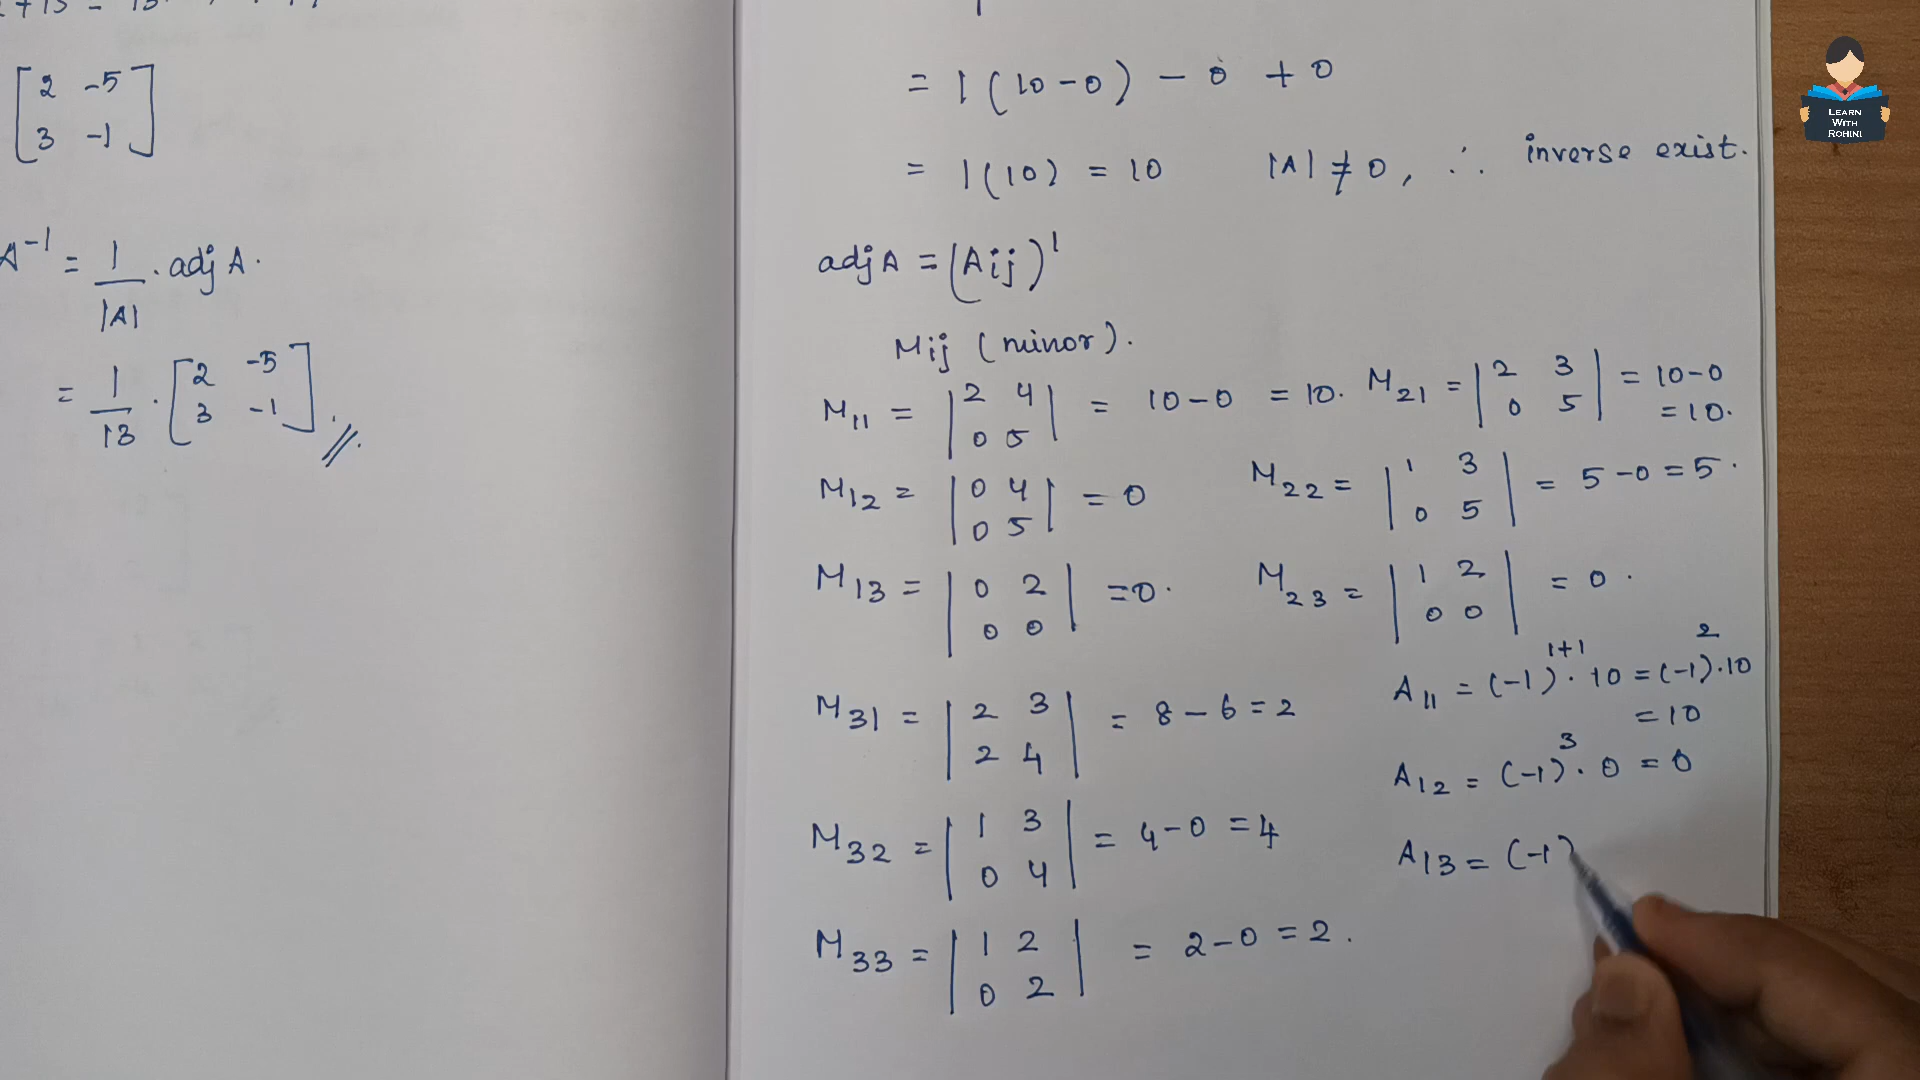 [2 -5
3 -1]
A⁻¹ = 1/|A| . adj A.
= 1/13 . [2 -5
3 -1] .//.
= 1(10-0) - 0 + 0
= 1(10) = 10 |A| ≠ 0, ∴ inverse exist.
adj A = (Aij)'
Mij (minor).
M11 = |2 4
0 5| = 10-0 = 10.
M12 = |0 4
0 5| = 0
M13 = |0 2
0 0| = 0.
M21 = |2 3
0 5| = 10-0
= 10.
M22 = |1 3
0 5| = 5-0 = 5.
M23 = |1 2
0 0| = 0.
M31 = |2 3
2 4| = 8-6 = 2
M32 = |1 3
0 4| = 4-0 = 4
M33 = |1 2
0 2| = 2-0 = 2.
A11 = (-1)¹⁺¹ . 10 = (-1)² . 10
= 10
A12 = (-1)³ . 0 = 0
A13 = (-1)
LEARN
WITH
ROHINI